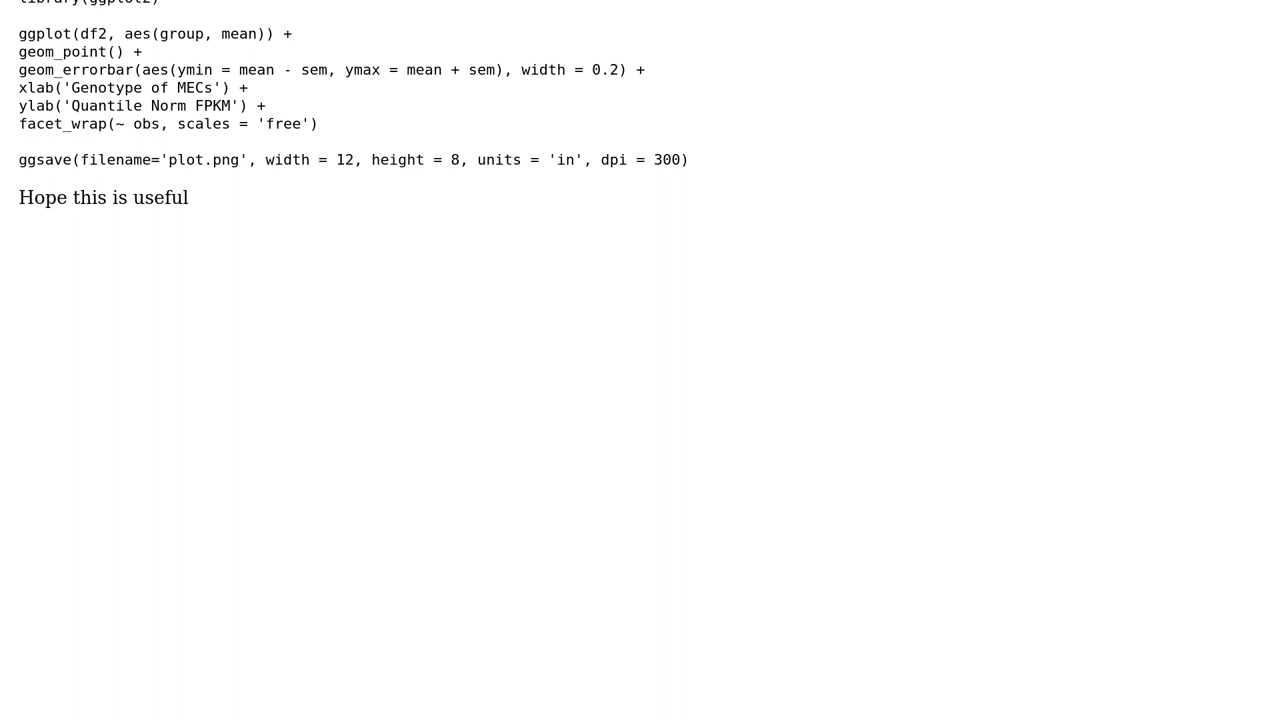 library(ggplot2)
ggplot(df2, aes(group, mean)) +
geom_point() +
geom_errorbar(aes(ymin = mean - sem, ymax = mean + sem), width = 0.2) +
xlab('Genotype of MECs') +
ylab('Quantile Norm FPKM') +
facet_wrap(~ obs, scales = 'free')
ggsave(filename='plot.png', width = 12, height = 8, units = 'in', dpi = 300)
Hope this is useful